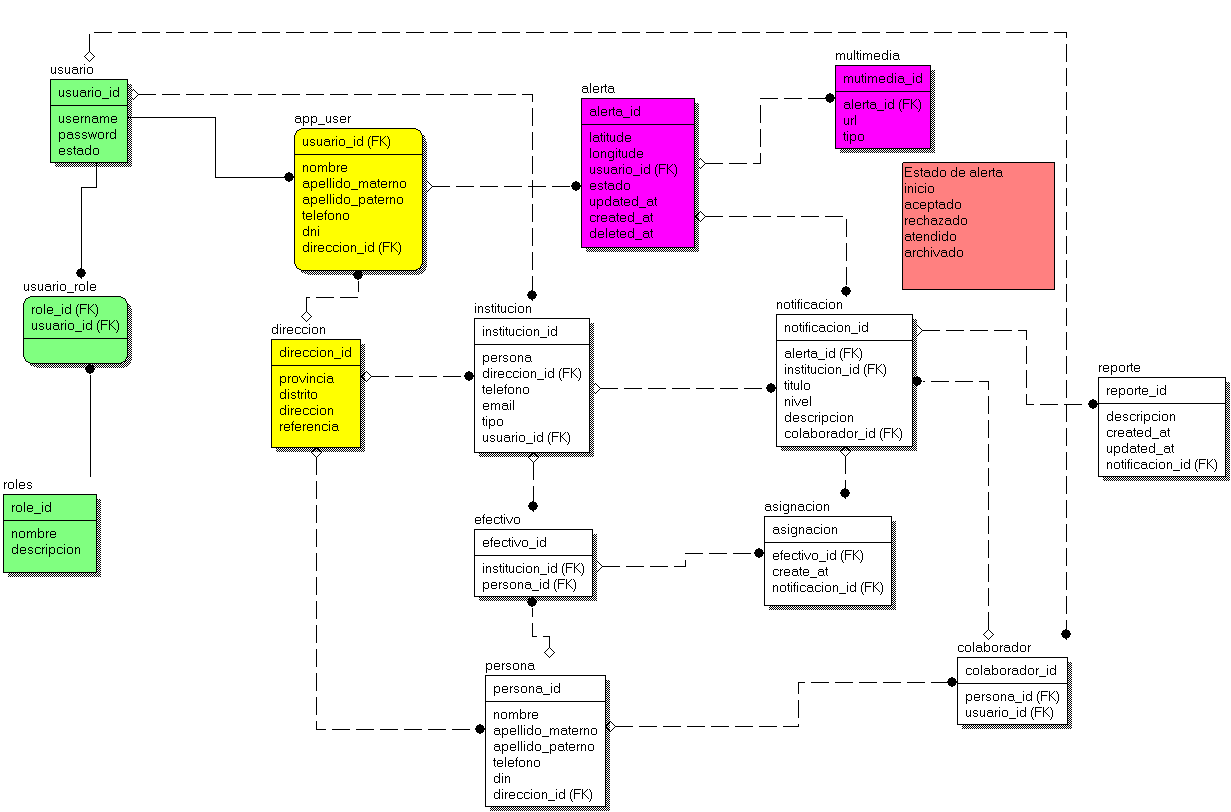 usuario
usuario_id
username
password
estado
app_user
usuario_id (FK)
nombre
apellido_materno
apellido_paterno
telefono
dni
direccion_id (FK)
alerta
alerta_id
latitude
longitude
usuario_id (FK)
estado
updated_at
created_at
deleted_at
multimedia
mutimedia_id
alerta_id (FK)
url
tipo
Estado de alerta
inicio
aceptado
rechazado
atendido
archivado
usuario_role
role_id (FK)
usuario_id (FK)
direccion
direccion_id
provincia
distrito
direccion
referencia
institucion
institucion_id
persona
direccion_id (FK)
telefono
email
tipo
usuario_id (FK)
notificacion
notificacion_id
alerta_id (FK)
institucion_id (FK)
titulo
nivel
descripcion
colaborador_id (FK)
reporte
reporte_id
descripcion
created_at
updated_at
notificacion_id (FK)
roles
role_id
nombre
descripcion
efectivo
efectivo_id
institucion_id (FK)
persona_id (FK)
asignacion
asignacion
efectivo_id (FK)
create_at
notificacion_id (FK)
persona
persona_id
nombre
apellido_materno
apellido_paterno
telefono
din
direccion_id (FK)
colaborador
colaborador_id
persona_id (FK)
usuario_id (FK)